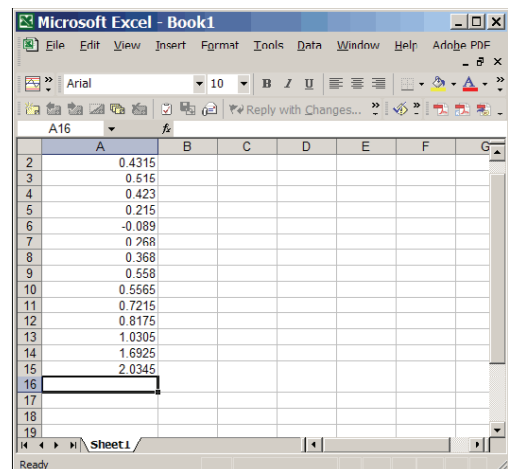 Microsoft Excel - Book1
File Edit View Insert Format Tools Data Window Help Adobe PDF
Arial 10 B I U A
Reply with Changes...
A16 fx
A B C D E F G
2 0.4315
3 0.515
4 0.423
5 0.215
6 -0.089
7 0.268
8 0.368
9 0.558
10 0.5565
11 0.7215
12 0.8175
13 1.0305
14 1.6925
15 2.0345
16
17
18
19
Sheet1
Ready